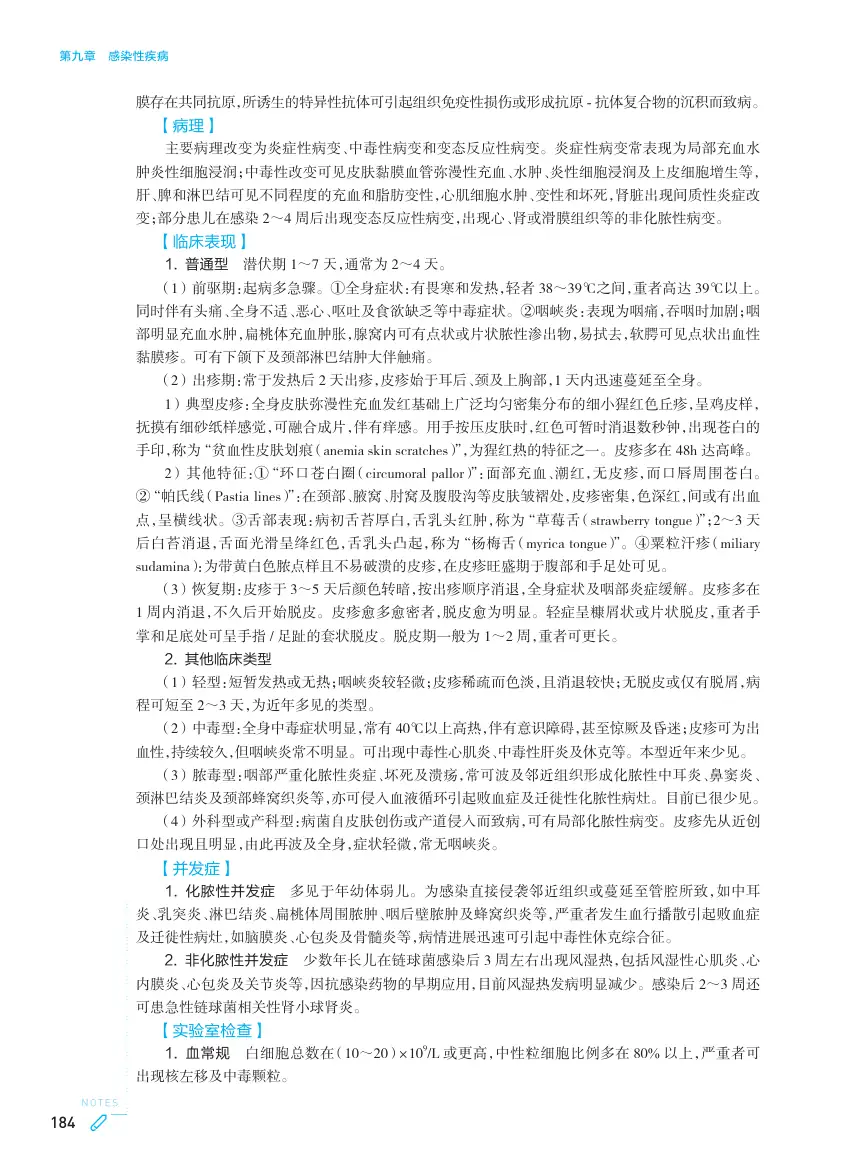 第九章 感染性疾病
膜存在共同抗原,所诱生的特异性抗体可引起组织免疫性损伤或形成抗原 - 抗体复合物的沉积而致病。
【病理】
主要病理改变为炎症性病变、中毒性病变和变态反应性病变。炎症性病变常表现为局部充血水
肿炎性细胞浸润;中毒性改变可见皮肤黏膜血管弥漫性充血、水肿、炎性细胞浸润及上皮细胞增生等,
肝、脾和淋巴结可见不同程度的充血和脂肪变性,心肌细胞水肿、变性和坏死,肾脏出现间质性炎症改
变;部分患儿在感染 2～4 周后出现变态反应性病变,出现心、肾或滑膜组织等的非化脓性病变。
【临床表现】
1. 普通型 潜伏期 1～7 天,通常为 2～4 天。
（1）前驱期:起病多急骤。①全身症状:有畏寒和发热,轻者 38～39℃之间,重者高达 39℃以上。
同时伴有头痛、全身不适、恶心、呕吐及食欲缺乏等中毒症状。②咽峡炎:表现为咽痛,吞咽时加剧;咽
部明显充血水肿,扁桃体充血肿胀,腺窝内可有点状或片状脓性渗出物,易拭去,软腭可见点状出血性
黏膜疹。可有下颌下及颈部淋巴结肿大伴触痛。
（2）出疹期:常于发热后 2 天出疹,皮疹始于耳后、颈及上胸部,1 天内迅速蔓延至全身。
1）典型皮疹:全身皮肤弥漫性充血发红基础上广泛均匀密集分布的细小猩红色丘疹,呈鸡皮样,
抚摸有细砂纸样感觉,可融合成片,伴有痒感。用手按压皮肤时,红色可暂时消退数秒钟,出现苍白的
手印,称为“贫血性皮肤划痕（anemia skin scratches）”,为猩红热的特征之一。皮疹多在 48h 达高峰。
2）其他特征:①“环口苍白圈（circumoral pallor）”:面部充血、潮红,无皮疹,而口唇周围苍白。
②“帕氏线（Pastia lines）”:在颈部、腋窝、肘窝及腹股沟等皮肤皱褶处,皮疹密集,色深红,间或有出血
点,呈横线状。③舌部表现:病初舌苔厚白,舌乳头红肿,称为“草莓舌（strawberry tongue）”;2～3 天
后白苔消退,舌面光滑呈绛红色,舌乳头凸起,称为“杨梅舌（myrica tongue）”。④粟粒汗疹（miliary
sudamina）:为带黄白色脓点样且不易破溃的皮疹,在皮疹旺盛期于腹部和手足处可见。
（3）恢复期:皮疹于 3～5 天后颜色转暗,按出疹顺序消退,全身症状及咽部炎症缓解。皮疹多在
1 周内消退,不久后开始脱皮。皮疹愈多愈密者,脱皮愈为明显。轻症呈糠屑状或片状脱皮,重者手
掌和足底处可呈手指 / 足趾的套状脱皮。脱皮期一般为 1～2 周,重者可更长。
2. 其他临床类型
（1）轻型:短暂发热或无热;咽峡炎较轻微;皮疹稀疏而色淡,且消退较快;无脱皮或仅有脱屑,病
程可短至 2～3 天,为近年多见的类型。
（2）中毒型:全身中毒症状明显,常有 40℃以上高热,伴有意识障碍,甚至惊厥及昏迷;皮疹可为出
血性,持续较久,但咽峡炎常不明显。可出现中毒性心肌炎、中毒性肝炎及休克等。本型近年来少见。
（3）脓毒型:咽部严重化脓性炎症、坏死及溃疡,常可波及邻近组织形成化脓性中耳炎、鼻窦炎、
颈淋巴结炎及颈部蜂窝织炎等,亦可侵入血液循环引起败血症及迁徙性化脓性病灶。目前已很少见。
（4）外科型或产科型:病菌自皮肤创伤或产道侵入而致病,可有局部化脓性病变。皮疹先从近创
口处出现且明显,由此再波及全身,症状轻微,常无咽峡炎。
【并发症】
1. 化脓性并发症 多见于年幼体弱儿。为感染直接侵袭邻近组织或蔓延至管腔所致,如中耳
炎、乳突炎、淋巴结炎、扁桃体周围脓肿、咽后壁脓肿及蜂窝织炎等,严重者发生血行播散引起败血症
及迁徙性病灶,如脑膜炎、心包炎及骨髓炎等,病情进展迅速可引起中毒性休克综合征。
2. 非化脓性并发症 少数年长儿在链球菌感染后 3 周左右出现风湿热,包括风湿性心肌炎、心
内膜炎、心包炎及关节炎等,因抗感染药物的早期应用,目前风湿热发病明显减少。感染后 2～3 周还
可患急性链球菌相关性肾小球肾炎。
【实验室检查】
1. 血常规 白细胞总数在（10～20）×10⁹/L 或更高,中性粒细胞比例多在 80% 以上,严重者可
出现核左移及中毒颗粒。
NOTES
184